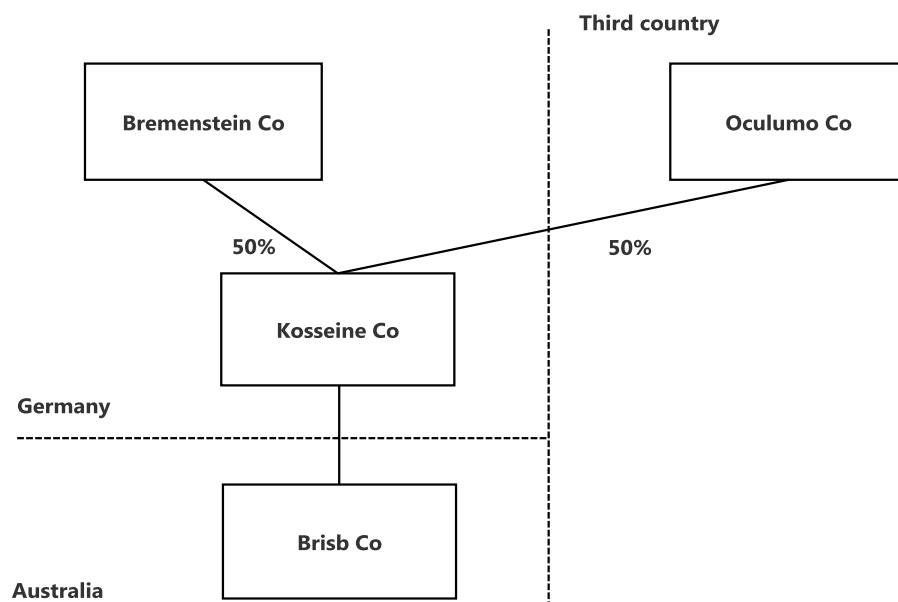 Third country
Bremenstein Co
Oculumo Co
50%
50%
Kosseine Co
Germany
Brisb Co
Australia